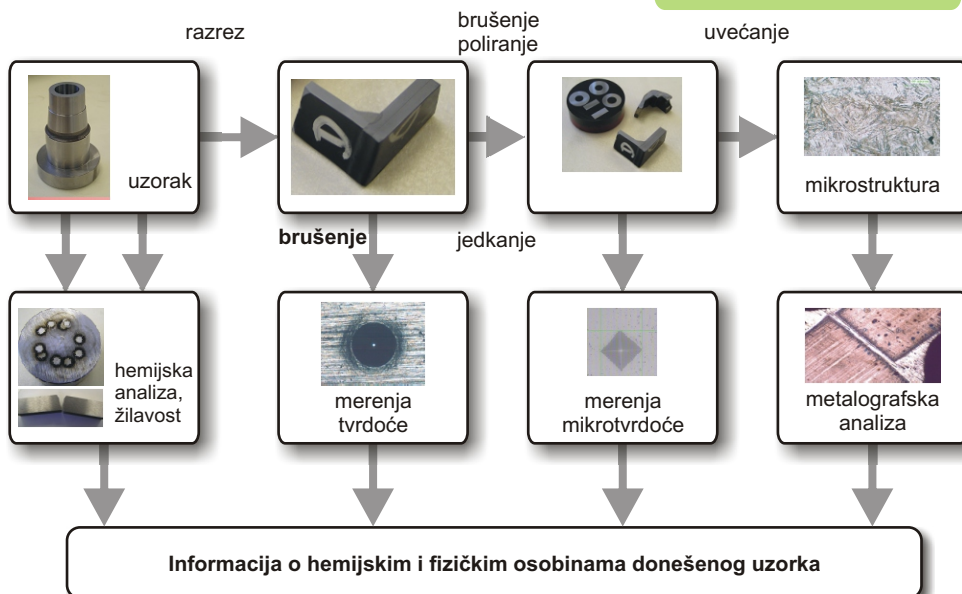 razrez
brušenje
poliranje
uvećanje
uzorak
mikrostruktura
brušenje
jedkanje
hemijska
analiza,
žilavost
merenja
tvrdoće
merenja
mikrotvrdoće
metalografska
analiza
Informacija o hemijskim i fizičkim osobinama donešenog uzorka